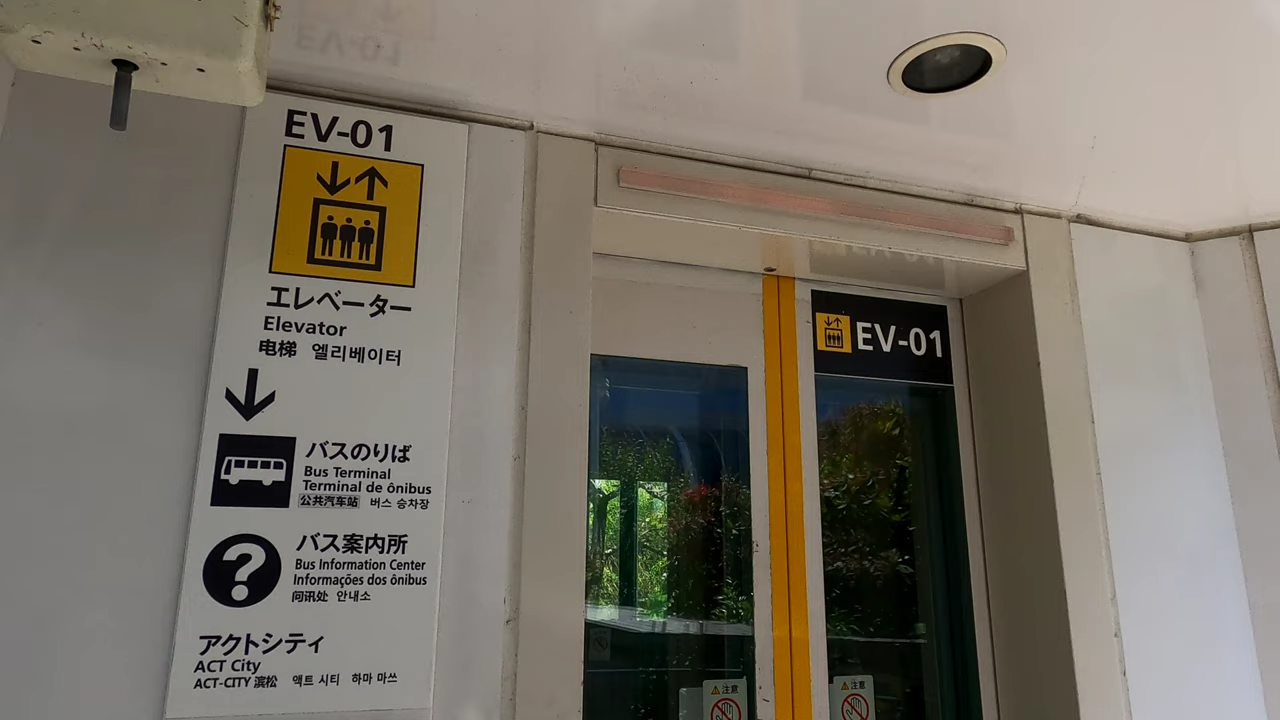 EV-01
エレベーター
Elevator
电梯 엘리베이터
バスのりば
Bus Terminal
Terminal de ônibus
公共汽车站 버스 승차장
バス案内所
Bus Information Center
Informações dos ônibus
问讯处 안내소
アクトシティ
ACT City
ACT-CITY 滨松 액트 시티 하마 마쓰
EV-01
注意
注意